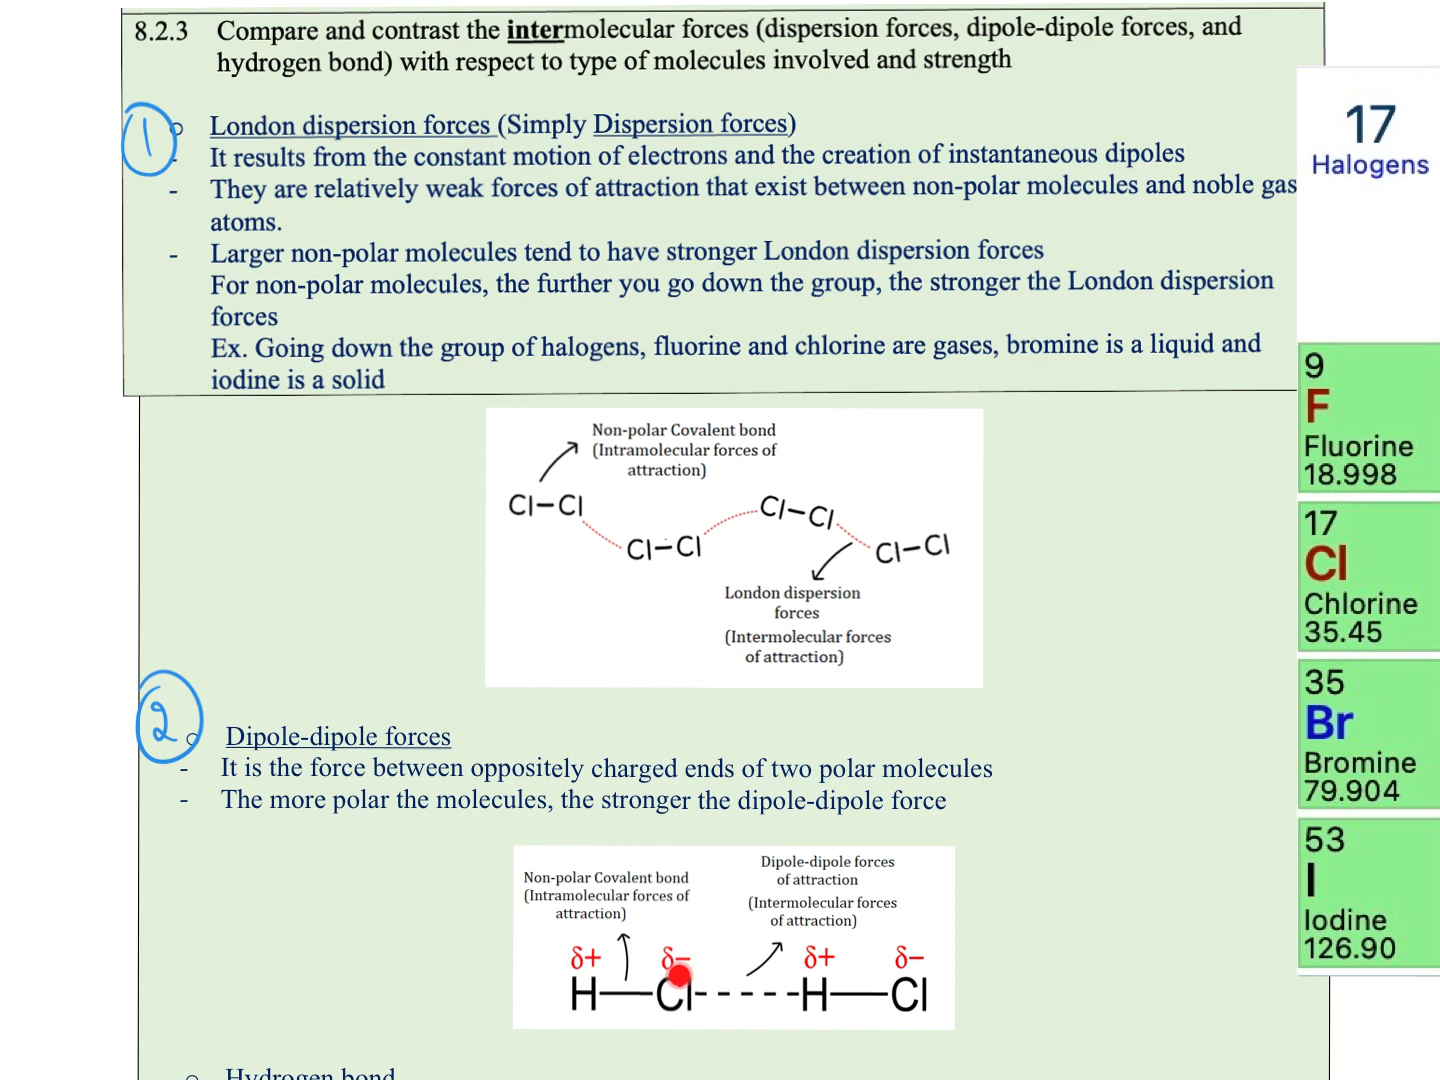 8.2.3 Compare and contrast the intermolecular forces (dispersion forces, dipole-dipole forces, and
hydrogen bond) with respect to type of molecules involved and strength
1
o London dispersion forces (Simply Dispersion forces)
- It results from the constant motion of electrons and the creation of instantaneous dipoles
- They are relatively weak forces of attraction that exist between non-polar molecules and noble gas
atoms.
- Larger non-polar molecules tend to have stronger London dispersion forces
For non-polar molecules, the further you go down the group, the stronger the London dispersion
forces
Ex. Going down the group of halogens, fluorine and chlorine are gases, bromine is a liquid and
iodine is a solid
Non-polar Covalent bond
(Intramolecular forces of
attraction)
Cl–Cl
Cl–Cl
Cl–Cl
Cl–Cl
London dispersion
forces
(Intermolecular forces
of attraction)
2
o Dipole-dipole forces
- It is the force between oppositely charged ends of two polar molecules
- The more polar the molecules, the stronger the dipole-dipole force
Non-polar Covalent bond
(Intramolecular forces of
attraction)
Dipole-dipole forces
of attraction
(Intermolecular forces
of attraction)
δ+ δ– δ+ δ–
H—Cl-----H—Cl
o Hydrogen bond
17
Halogens
9
F
Fluorine
18.998
17
Cl
Chlorine
35.45
35
Br
Bromine
79.904
53
I
Iodine
126.90